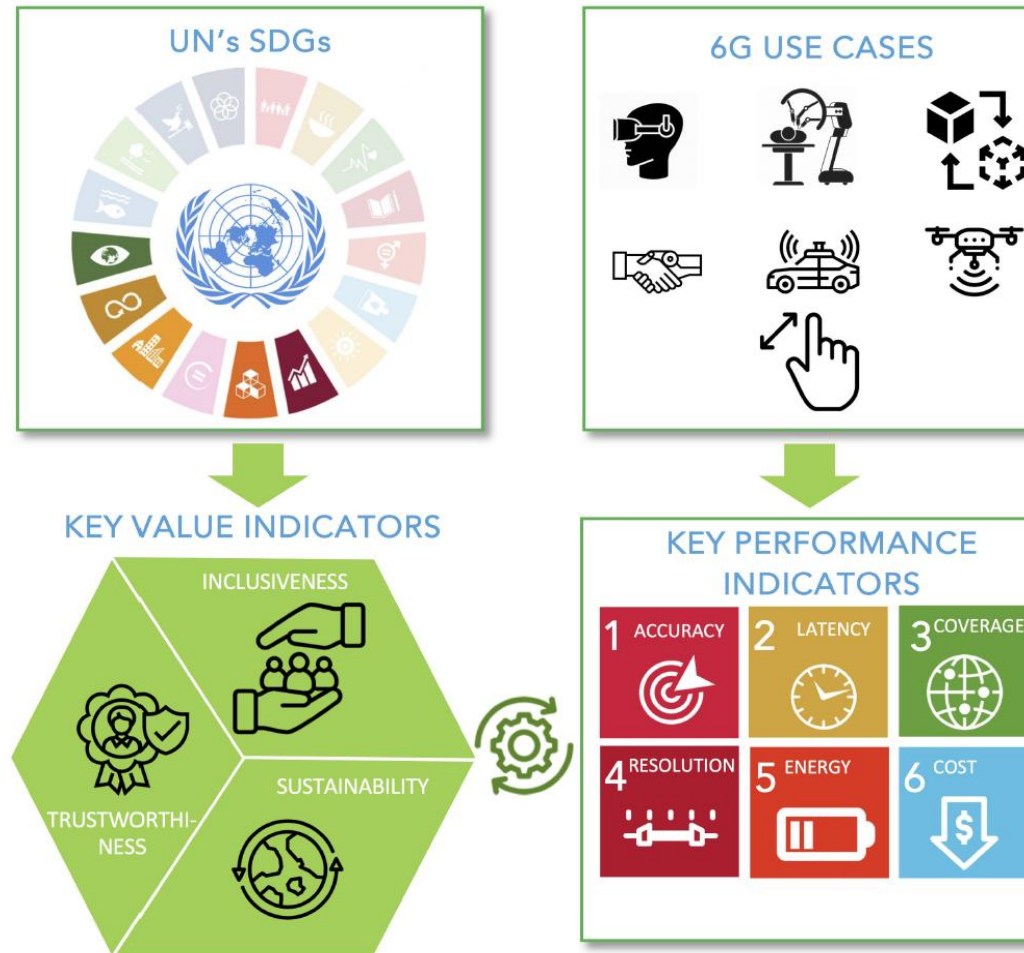 UN's SDGs
6G USE CASES
KEY VALUE INDICATORS
INCLUSIVENESS
TRUSTWORTHI-
NESS
SUSTAINABILITY
KEY PERFORMANCE
INDICATORS
1 ACCURACY
2 LATENCY
3 COVERAGE
4 RESOLUTION
5 ENERGY
6 COST
$